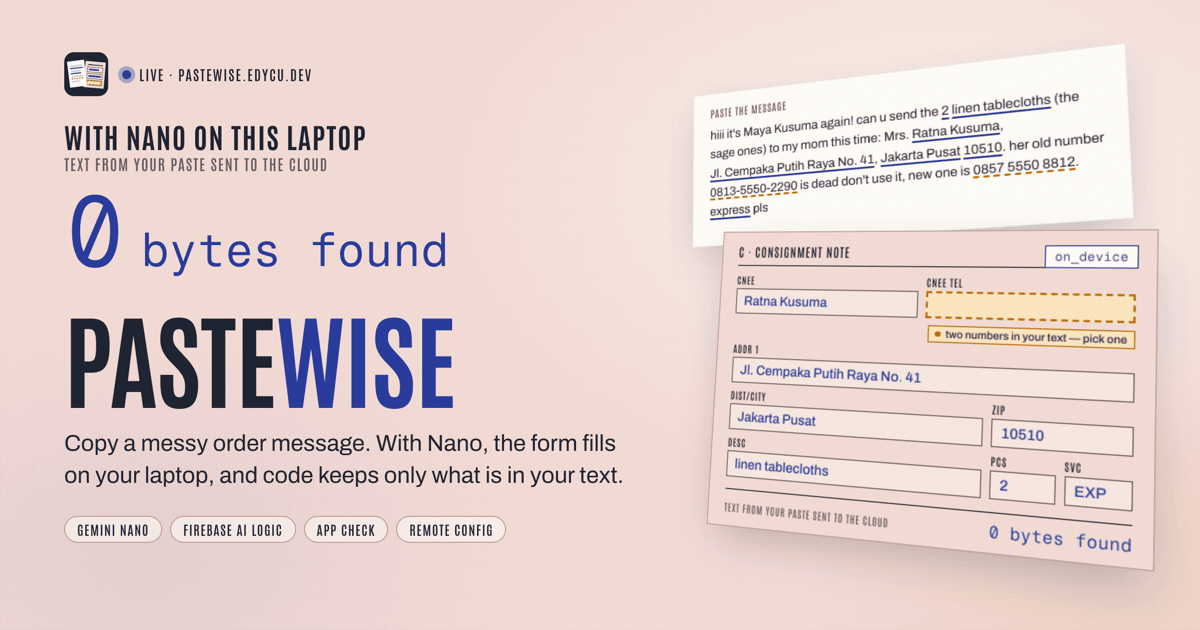 LIVE · PASTEWISE.EDYCU.DEV
WITH NANO ON THIS LAPTOP
TEXT FROM YOUR PASTE SENT TO THE CLOUD
0 bytes found
PASTEWISE
Copy a messy order message. With Nano, the form fills
on your laptop, and code keeps only what is in your text.
GEMINI NANO
FIREBASE AI LOGIC
APP CHECK
REMOTE CONFIG
PASTE THE MESSAGE
hiii it's Maya Kusuma again! can u send the 2 linen tablecloths (the
sage ones) to my mom this time: Mrs. Ratna Kusuma,
Jl. Cempaka Putih Raya No. 41, Jakarta Pusat 10510. her old number
0813-5550-2290 is dead don't use it, new one is 0857 5550 8812.
express pls
C · CONSIGNMENT NOTE
on_device
CNEE
CNEE TEL
Ratna Kusuma
two numbers in your text — pick one
ADDR 1
Jl. Cempaka Putih Raya No. 41
DIST/CITY
ZIP
Jakarta Pusat
10510
DESC
PCS
SVC
linen tablecloths
2
EXP
TEXT FROM YOUR PASTE SENT TO THE CLOUD
0 bytes found